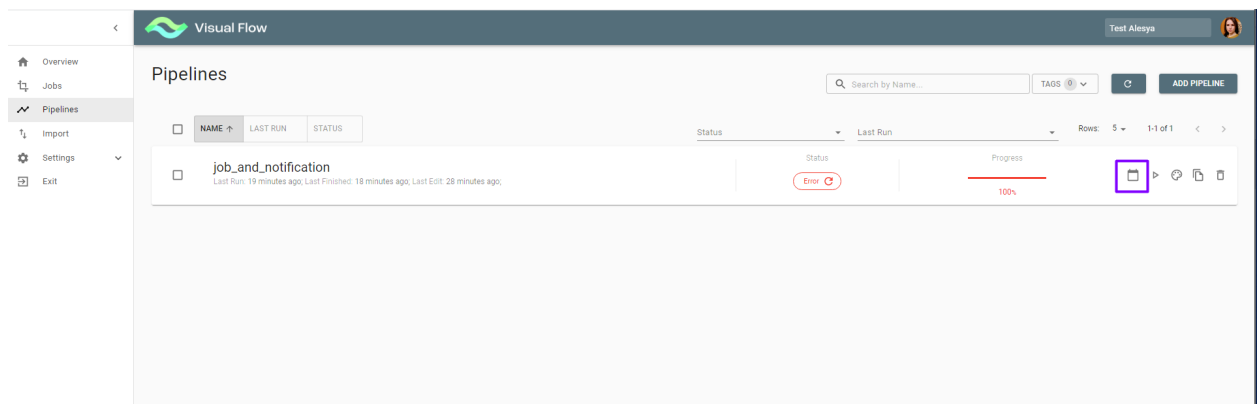 Visual Flow
Test Alesya
Overview
Jobs
Pipelines
Import
Settings
Exit
Pipelines
Search by Name...
TAGS 0
ADD PIPELINE
NAME LAST RUN STATUS
Status
Last Run
Rows: 5
1-1 of 1
job_and_notification
Last Run: 19 minutes ago; Last Finished: 18 minutes ago; Last Edit: 28 minutes ago;
Status
Error
Progress
100%